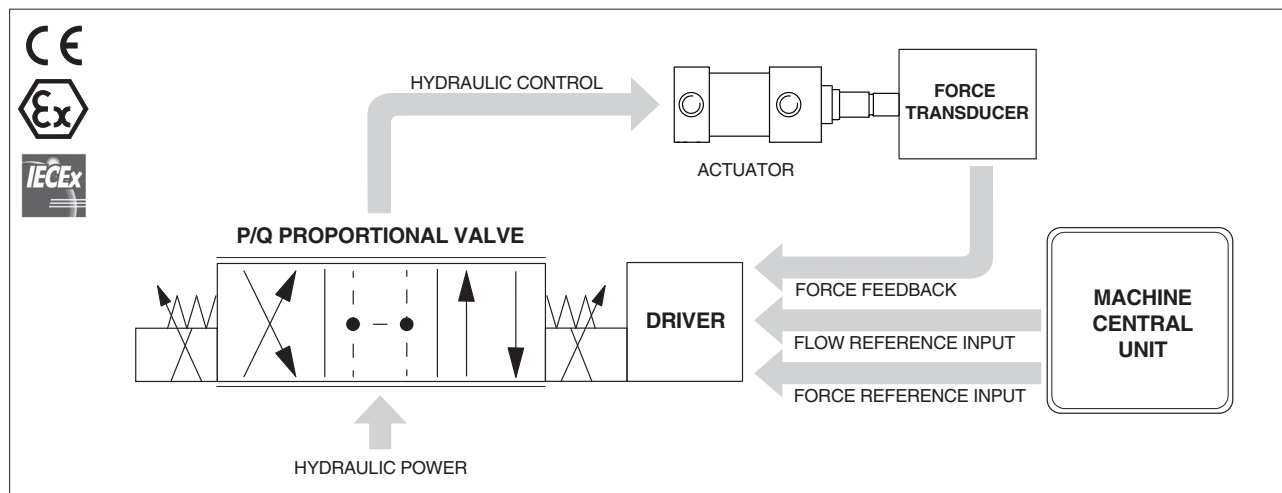 CE
Ex
IECEx
HYDRAULIC CONTROL
FORCE
TRANSDUCER
ACTUATOR
P/Q PROPORTIONAL VALVE
DRIVER
FORCE FEEDBACK
FLOW REFERENCE INPUT
FORCE REFERENCE INPUT
MACHINE
CENTRAL
UNIT
HYDRAULIC POWER